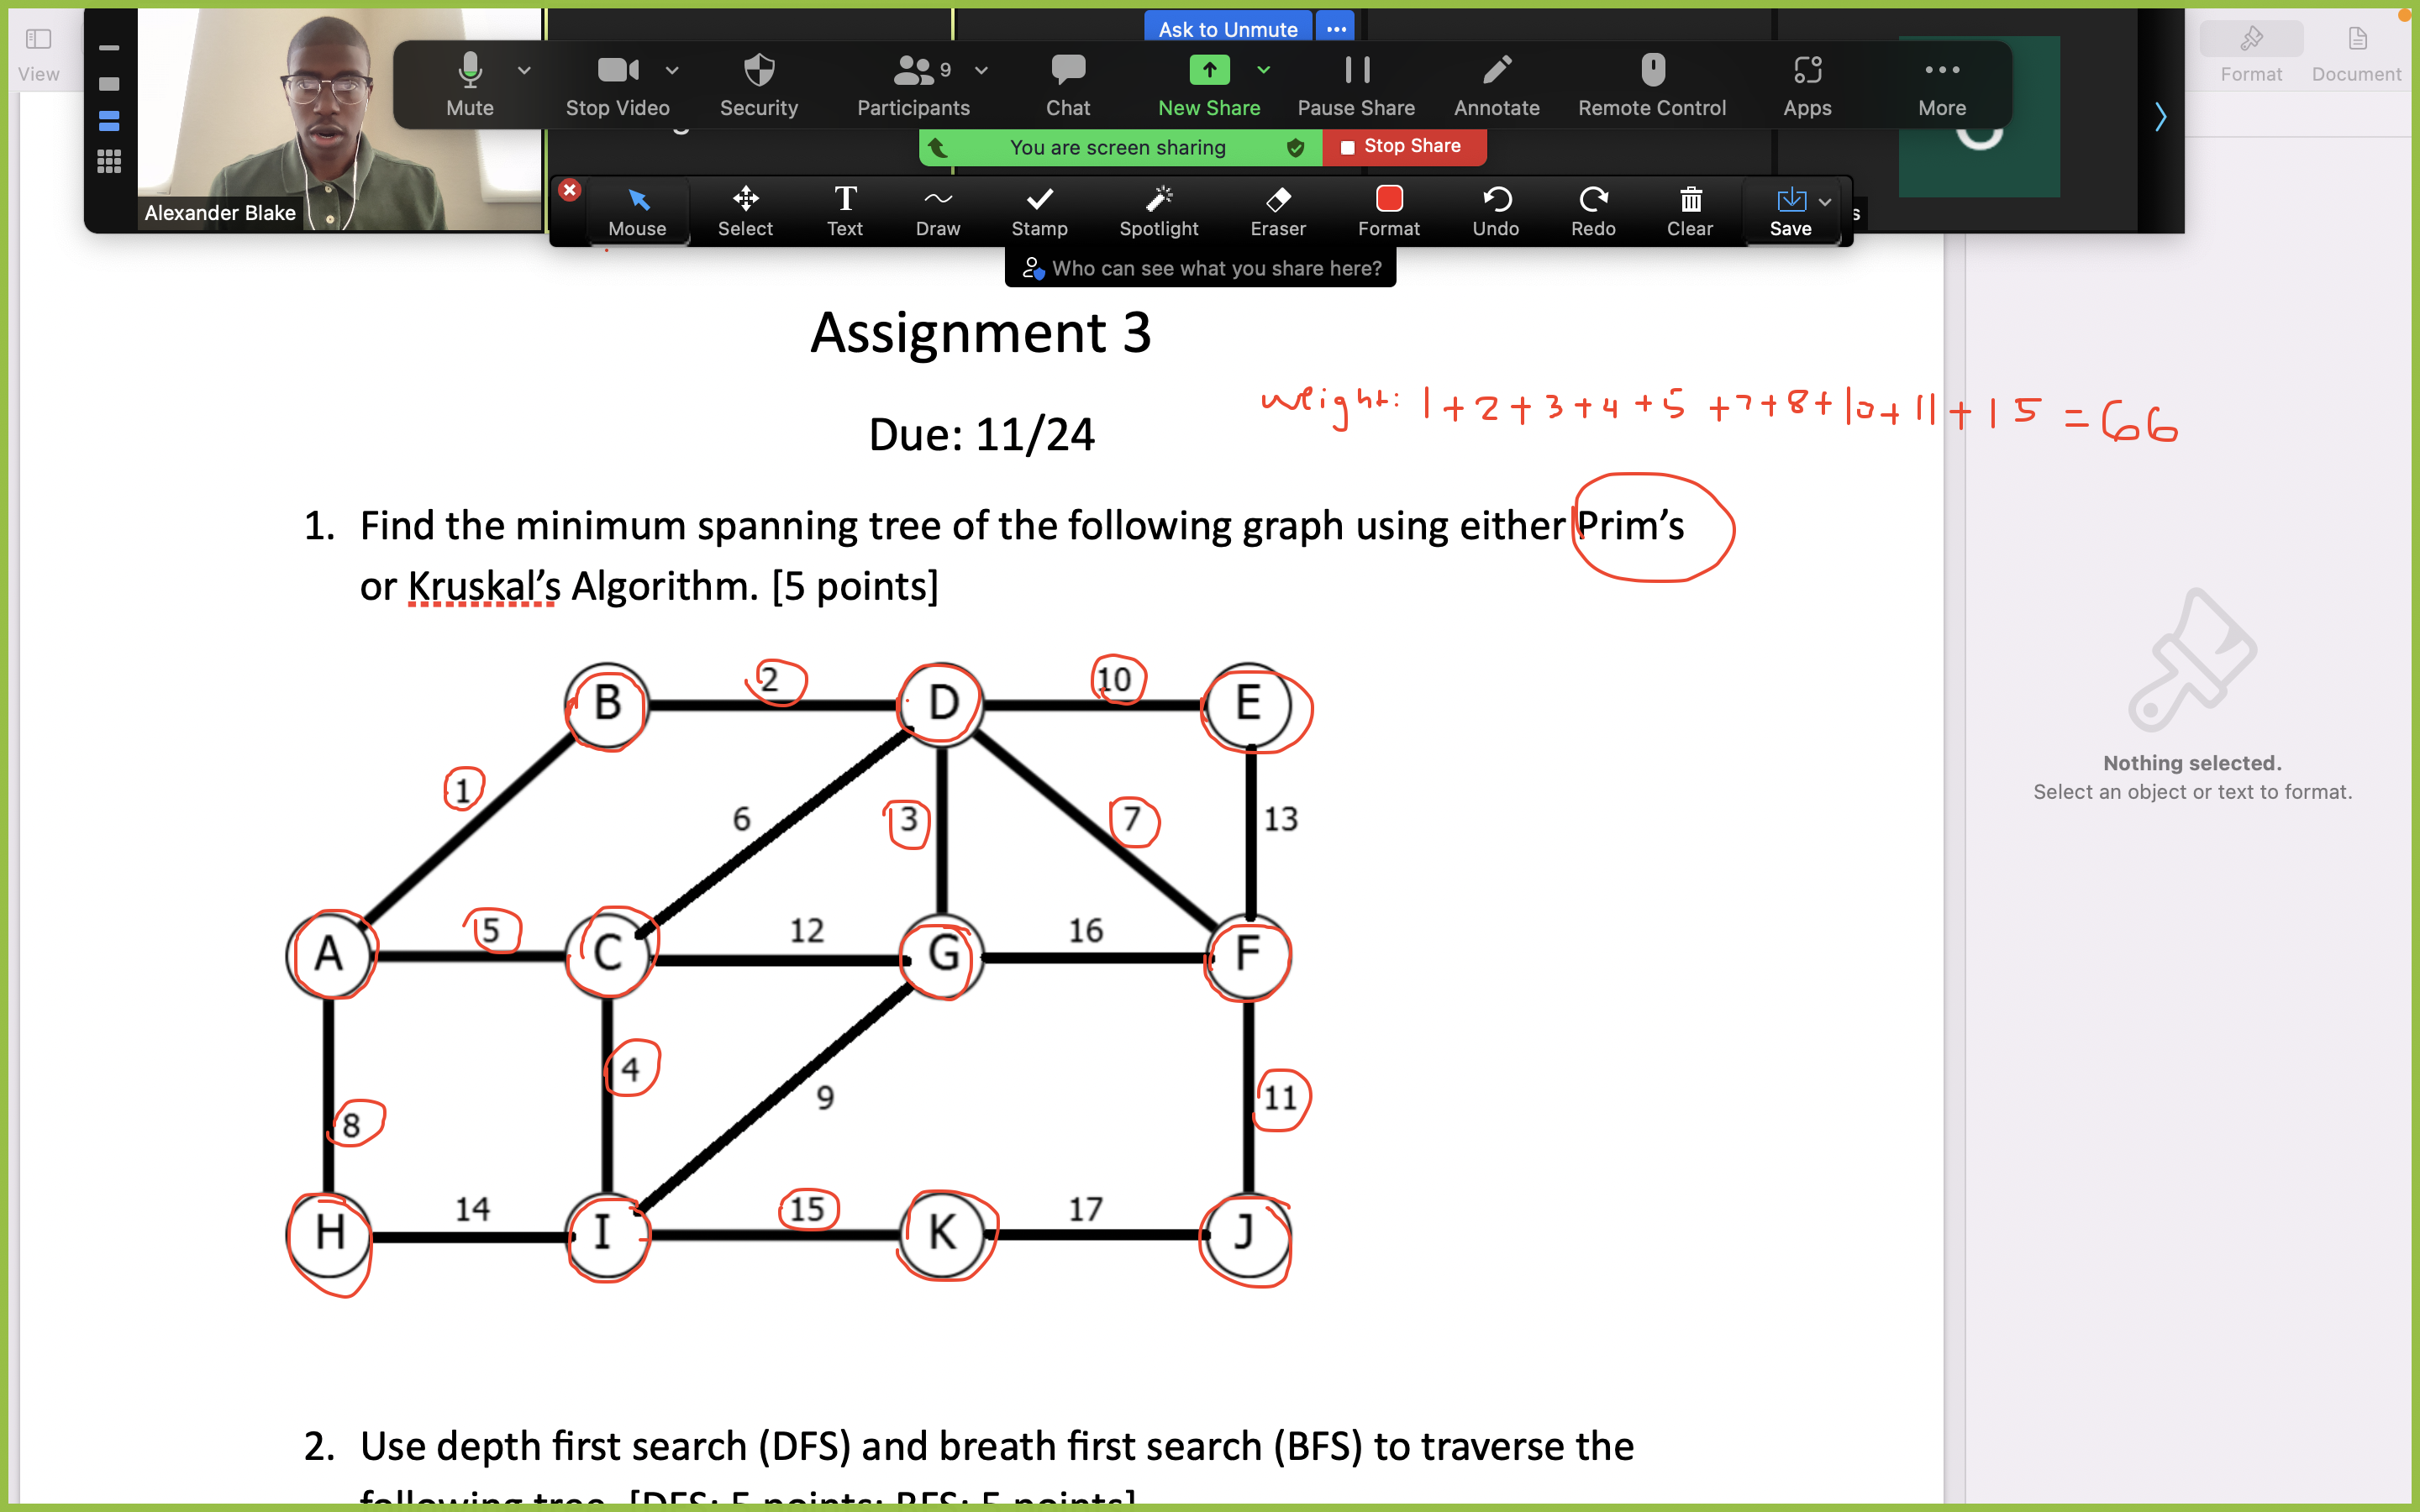 View
Ask to Unmute
Format Document
Mute Stop Video Security Participants 9 Chat New Share Pause Share Annotate Remote Control Apps More
You are screen sharing Stop Share
Alexander Blake
Mouse Select Text Draw Stamp Spotlight Eraser Format Undo Redo Clear Save
Who can see what you share here?
Assignment 3
weight: 1+2+3+4+5+7+8+10+11+15 = 66
Due: 11/24
1. Find the minimum spanning tree of the following graph using either Prim's
or Kruskal's Algorithm. [5 points]
B 2 D 10 E
1 6 3 7 13
A 5 C 12 G 16 F
8 4 9 11
H 14 I 15 K 17 J
Nothing selected.
Select an object or text to format.
2. Use depth first search (DFS) and breath first search (BFS) to traverse the
following tree. [DFS: 5 points; BFS: 5 points]